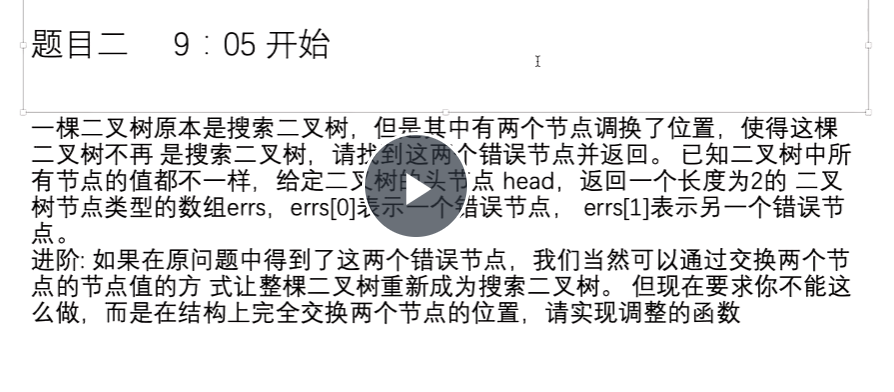 题目二 9：05 开始
一棵二叉树原本是搜索二叉树，但是其中有两个节点调换了位置，使得这棵
二叉树不再 是搜索二叉树，请找到这两个错误节点并返回。 已知二叉树中所
有节点的值都不一样，给定二叉树的头节点 head，返回一个长度为2的 二叉
树节点类型的数组errs，errs[0]表示一个错误节点， errs[1]表示另一个错误节
点。
进阶: 如果在原问题中得到了这两个错误节点，我们当然可以通过交换两个节
点的节点值的方 式让整棵二叉树重新成为搜索二叉树。 但现在要求你不能这
么做，而是在结构上完全交换两个节点的位置，请实现调整的函数